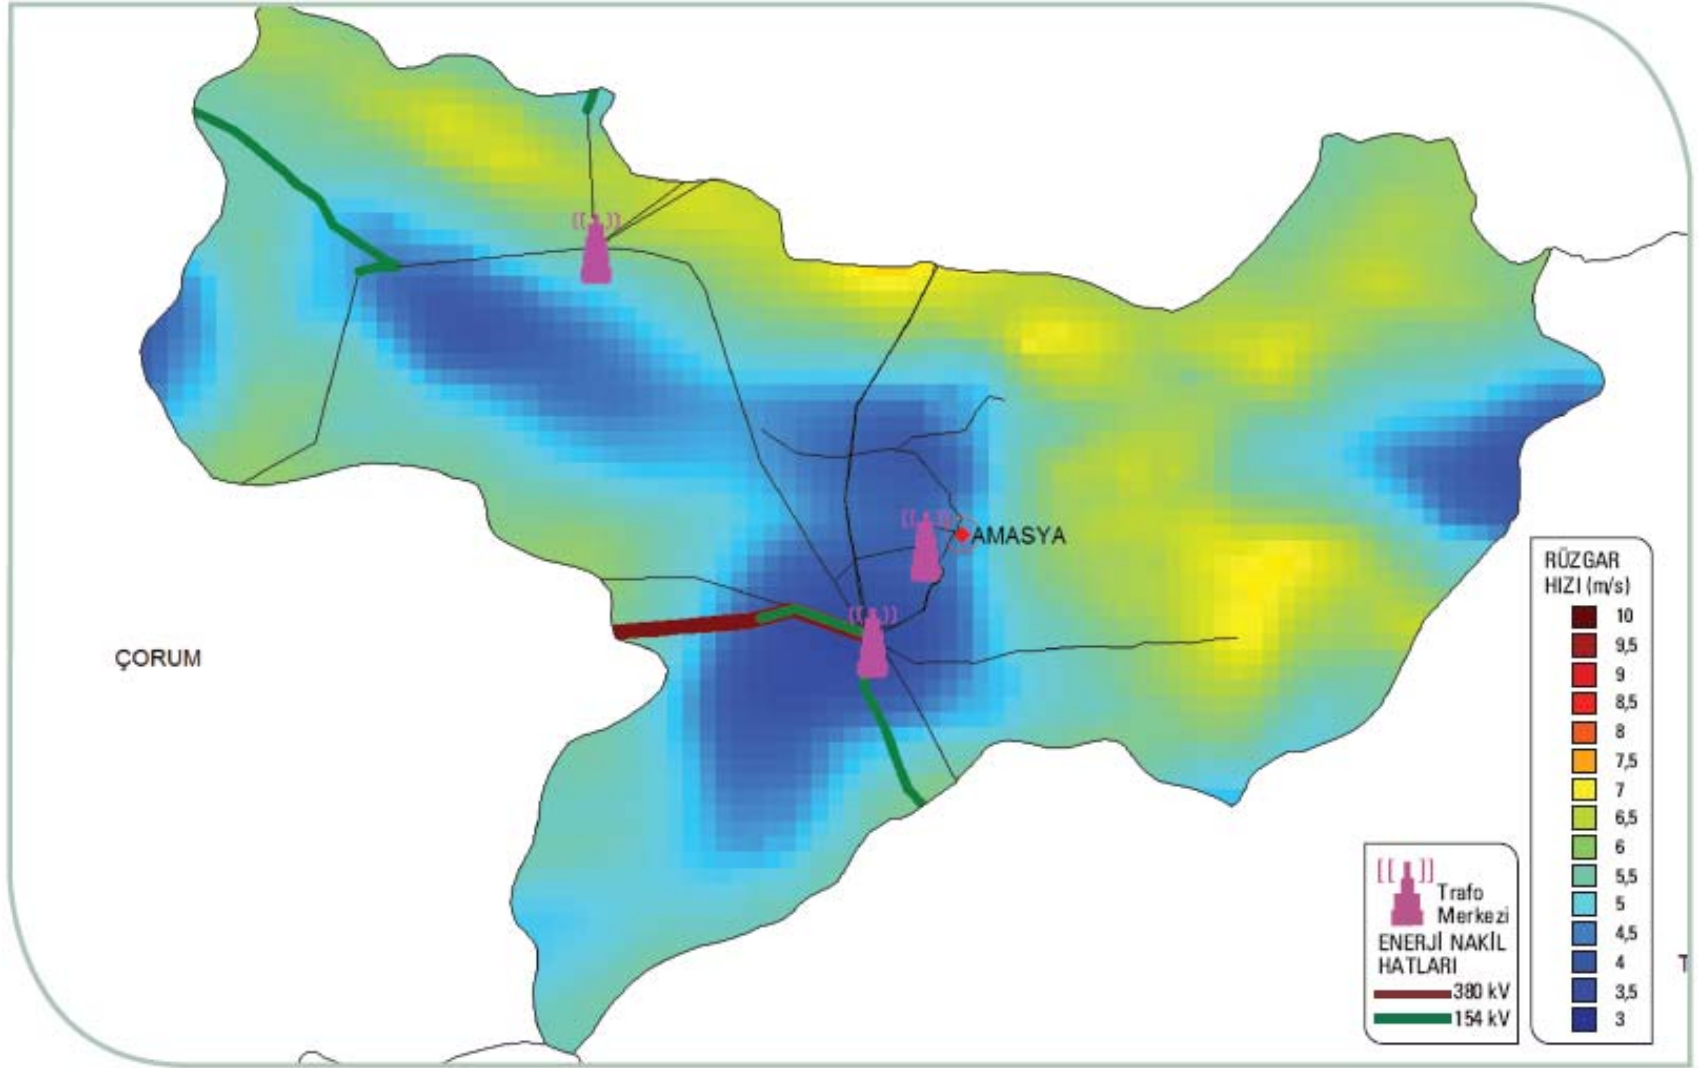 AMASYA
ÇORUM
RÜZGAR
HIZI (m/s)
10
9,5
9
8,5
8
7,5
7
6,5
6
5,5
5
4,5
4
3,5
3
Trafo
Merkezi
ENERJİ NAKİL
HATLARI
380 kV
154 kV
T